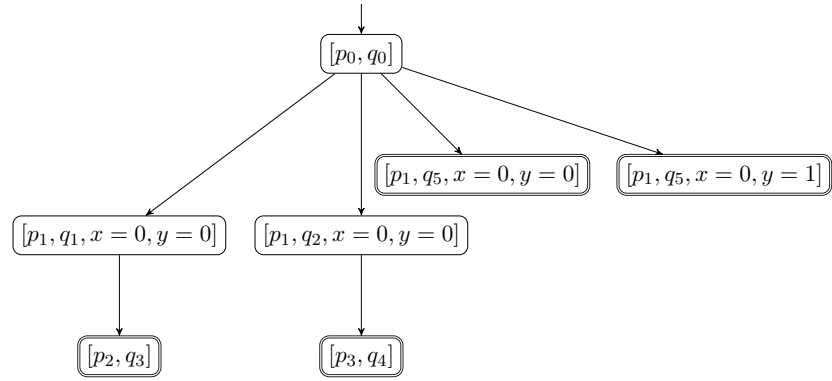 [p₀, q₀]
[p₁, q₅, x = 0, y = 0]
[p₁, q₅, x = 0, y = 1]
[p₁, q₁, x = 0, y = 0]
[p₁, q₂, x = 0, y = 0]
[p₂, q₃]
[p₃, q₄]